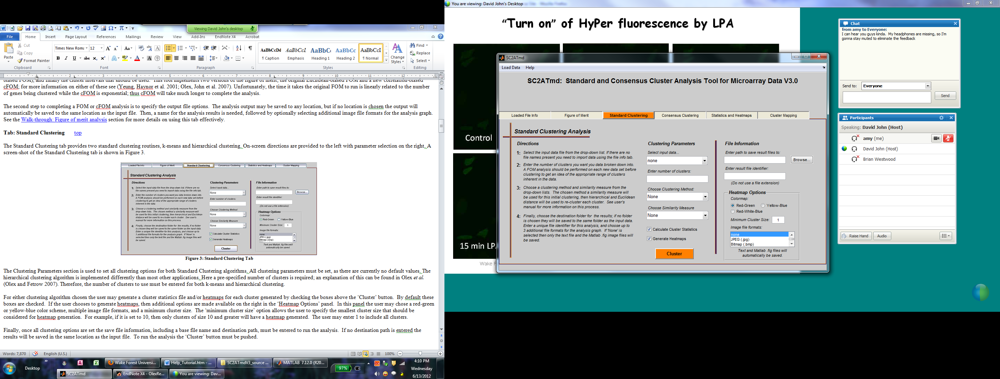 Viewing David John's desktop
File Home Insert Page Layout References Mailings Review View Add-Ins EndNote X4 Acrobat
Paste
Cut
Copy
Format Painter
Clipboard
Times New Roma 12
Font
Paragraph
AaBbCcDd AaBbCcL AaBbC AaBbCc AaBbCcI
¶ Caption Emphasis Heading 1 Heading 2 ¶ Normal
Change Styles
Styles
Find
Replace
Select
Editing
biased FOM), and finally the cluster intervals that should be used. This tool implements two versions of the figure of merit, the original Euclidean-based FOM and a new correlation-biased
cFOM; for more information on either of these see (Yeung, Haynor et al. 2001; Olex, John et al. 2007). Unfortunately, the time it takes the original FOM to run is linearly related to the number
of genes being clustered while the cFOM is exponential; thus cFOM will take much longer to complete the analysis.
The second step to completing a FOM or cFOM analysis is to specify the output file options. The analysis output may be saved to any location, but if no location is chosen the output will
automatically be saved to the same location as the input file. Then, a name for the analysis results is needed, followed by optionally selecting additional image file formats for the analysis graph.
See the Walk-through: Figure of merit analysis section for more details on using this tab effectively.
Tab: Standard Clustering top
The Standard Clustering tab provides two standard clustering routines, k-means and hierarchical clustering. On-screen directions are provided to the left with parameter selection on the right. A
screen-shot of the Standard Clustering tab is shown in Figure 3.
Loaded File Info Figure of Merit Standard Clustering Consensus Clustering Statistics and Heatmaps Cluster Mapping
Standard Clustering Analysis
Directions
1: Select the input data file from the drop-down list. If there are no
file names present you need to import data using the file info tab.
2: Enter the number of clusters you want you data broken down into.
A FOM analysis should be performed on each new data set before
clustering to get an idea of the appropriate range of clusters
inherent in the data.
3: Choose a clustering method and similarity measure from the
drop-down lists. The chosen method a similarity measure will
be used for this initial clustering, then hierarchical and Euclidean
distance will be used to re-cluster each cluster. See user's
manual for more information on this process.
4: Finally, choose the destination folder for the results; if no folder
is chosen they will be saved to the same folder as the input data.
Enter a unique file identifier for this analysis, and choose up to
3 additional file formats for the analysis graph. If 'None' is
selected then only the text file and the Matlab .fig image files will
be saved.
Clustering Parameters
Select input data...
None
Enter number of clusters:
Choose Clustering Method:
None
Choose Similarity Measure
None
Calculate Cluster Statistics
Generate Heatmaps
Cluster
File Information
Enter path to save result files to:
Browse...
Enter result file identifier:
(Do not use a file extension)
Heatmap Options
Colormap:
Red-Green Yellow-Blue
Minimum Cluster Size: 1
Image file formats:
none
JPEG (.jpg)
Bitmap (.bmp)
Text and Matlab .fig files will
automatically be saved.
Figure 3: Standard Clustering Tab
The Clustering Parameters section is used to set all clustering options for both Standard Clustering algorithms. All clustering parameters must be set, as there are currently no default values. The
hierarchical clustering algorithm is implemented differently than most other applications. Here a pre-specified number of clusters is required; an explanation of this can be found in Olex et al.
(Olex and Fetrow 2007). Therefore, the number of clusters to use must be entered for both k-means and hierarchical clustering.
For either clustering algorithm chosen the user may generate a cluster statistics file and/or heatmaps for each cluster generated by checking the boxes above the ‘Cluster’ button. By default these
boxes are checked. If the user chooses to generate heatmaps, then additional options are made available on the right in the ‘Heatmap Options’ panel. In this panel the user may chose a red-green
or yellow-blue color scheme, multiple image file formats, and a minimum cluster size. The ‘minimum cluster size’ option allows the user to specify the smallest cluster size that should be
considered for heatmap generation. For example, if it is set to 10, then only clusters of size 10 and greater will have a heatmap generated. The user may enter 1 to include all clusters.
Finally, once all clustering options are set the save file information, including a base file name and destination path, must be entered to run the analysis. If no destination path is entered the
results will be saved in the same location as the input file. To run the analysis the ‘Cluster’ button must be pushed.
Words: 7,870 English (U.S.) 100%
Desktop
Wake Forest Universi... Help_Tutorial.htm - ... SC2ATmdV3_source ... MATLAB 7.12.0 (R20...
SC2ATmd EndNote X4 - OlexRe... You are viewing: Dav...
97%
4:10 PM
Wednesday
6/13/2012
You are viewing: David John's Desktop
“Turn on” of HyPer fluorescence by LPA
Control
15 min LPA
Wake F
SC2ATmd
Load Data Help
SC2ATmd: Standard and Consensus Cluster Analysis Tool for Microarray Data V3.0
Loaded File Info Figure of Merit Standard Clustering Consensus Clustering Statistics and Heatmaps Cluster Mapping
Standard Clustering Analysis
Directions
1: Select the input data file from the drop-down list. If there are no
file names present you need to import data using the file info tab.
2: Enter the number of clusters you want you data broken down into.
A FOM analysis should be performed on each new data set before
clustering to get an idea of the appropriate range of clusters
inherent in the data.
3: Choose a clustering method and similarity measure from the
drop-down lists. The chosen method a similarity measure will
be used for this initial clustering, then hierarchical and Euclidean
distance will be used to re-cluster each cluster. See user's
manual for more information on this process.
4: Finally, choose the destination folder for the results; if no folder
is chosen they will be saved to the same folder as the input data.
Enter a unique file identifier for this analysis, and choose up to
3 additional file formats for the analysis graph. If 'None' is
selected then only the text file and the Matlab .fig image files will
be saved.
Clustering Parameters
Select input data...
none
Enter number of clusters:
Choose Clustering Method:
None
Choose Similarity Measure
None
Calculate Cluster Statistics
Generate Heatmaps
Cluster
File Information
Enter path to save result files to:
Browse...
Enter result file identifier:
(Do not use a file extension)
Heatmap Options
Colormap:
Red-Green Yellow-Blue
Red-White-Blue
Minimum Cluster Size: 1
Image file formats:
none
JPEG (.jpg)
Bitmap (.bmp)
Text and Matlab .fig files will
automatically be saved.
Chat
from amy to Everyone:
I can hear you guys kinda. My headphones are missing, so I'm
gonna stay muted to eliminate the feedback
Send to: Everyone
Send
Participants
Speaking: David John (Host)
amy (me)
David John (Host)
Brian Westwood
Raise Hand Audio